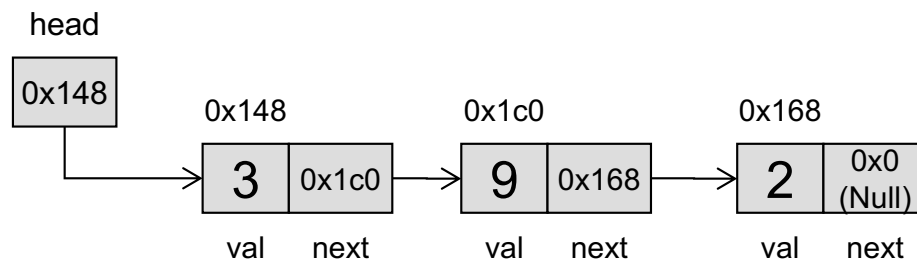 head
0x148
0x148 0x1c0 0x168
3 0x1c0 9 0x168 2 0x0
(Null)
val next val next val next